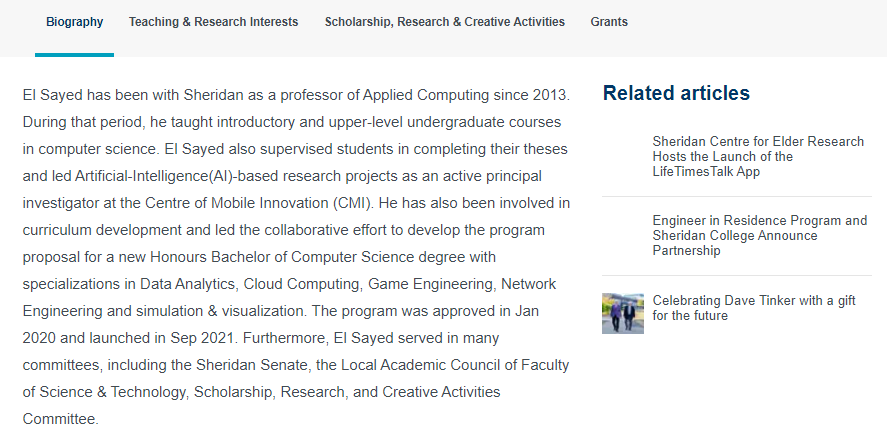 Biography
Teaching & Research Interests
Scholarship, Research & Creative Activities
Grants
El Sayed has been with Sheridan as a professor of Applied Computing since 2013.
During that period, he taught introductory and upper-level undergraduate courses
in computer science. El Sayed also supervised students in completing their theses
and led Artificial-Intelligence(AI)-based research projects as an active principal
investigator at the Centre of Mobile Innovation (CMI). He has also been involved in
curriculum development and led the collaborative effort to develop the program
proposal for a new Honours Bachelor of Computer Science degree with
specializations in Data Analytics, Cloud Computing, Game Engineering, Network
Engineering and simulation & visualization. The program was approved in Jan
2020 and launched in Sep 2021. Furthermore, El Sayed served in many
committees, including the Sheridan Senate, the Local Academic Council of Faculty
of Science & Technology, Scholarship, Research, and Creative Activities
Committee.
Related articles
Sheridan Centre for Elder Research
Hosts the Launch of the
LifeTimesTalk App
Engineer in Residence Program and
Sheridan College Announce
Partnership
Celebrating Dave Tinker with a gift
for the future